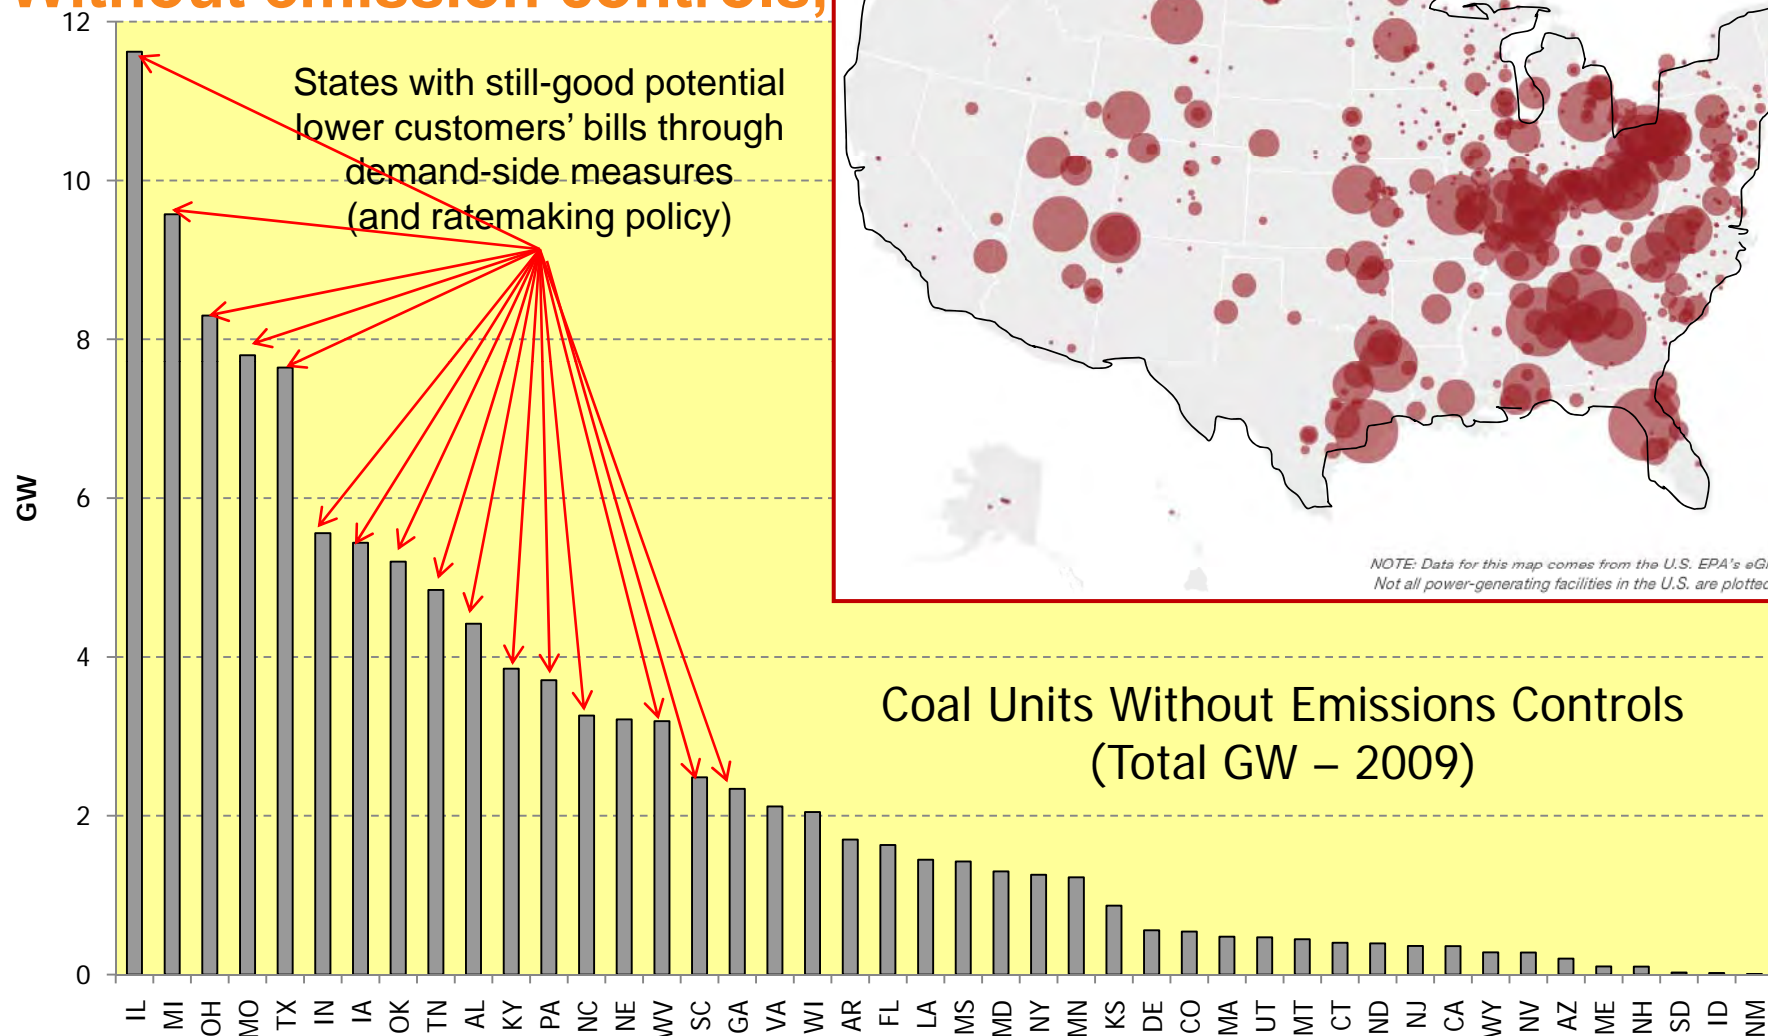 Without emission controls,
States with still-good potential
lower customers' bills through
demand-side measures
(and ratemaking policy)
NOTE: Data for this map comes from the U.S. EPA's
Not all power-generating facilities in the U.S. are plotted
Coal Units Without Emissions Controls
(Total GW – 2009)
GW
12
10
8
6
4
2
0
IL MI OH MO TX IN IA OK TN AL KY PA NC NE WV SC GA VA WI AR FL LA MS MD NY MN KS DE CO MA UT MT CT ND NJ CA WY NV AZ ME NH SD ID NM